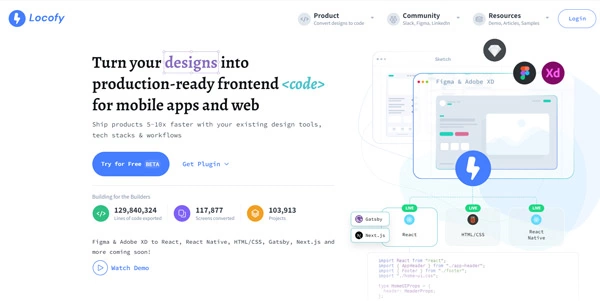 Locofy
Product
Convert designs to code
Community
Slack, Figma, LinkedIn
Resources
Demo, Articles, Samples
Login
Turn your designs into
production-ready frontend <code>
for mobile apps and web
Ship products 5-10x faster with your existing design tools,
tech stacks & workflows
Try for Free BETA
Get Plugin
Building for the Builders
129,840,324
Lines of code exported
117,877
Screens converted
103,913
Projects
Figma & Adobe XD to React, React Native, HTML/CSS, Gatsby, Next.js and
more coming soon!
Watch Demo
Sketch
Figma & Adobe XD
Xd
LIVE
LIVE
LIVE
Gatsby
Next.js
React
HTML/CSS
React
Native
import React from "react";
import { AppHeader } from "./app-header";
import { Footer } from "./footer";
import "./home-ui.css";
type HomeUIProps = {
header: HeaderProps;